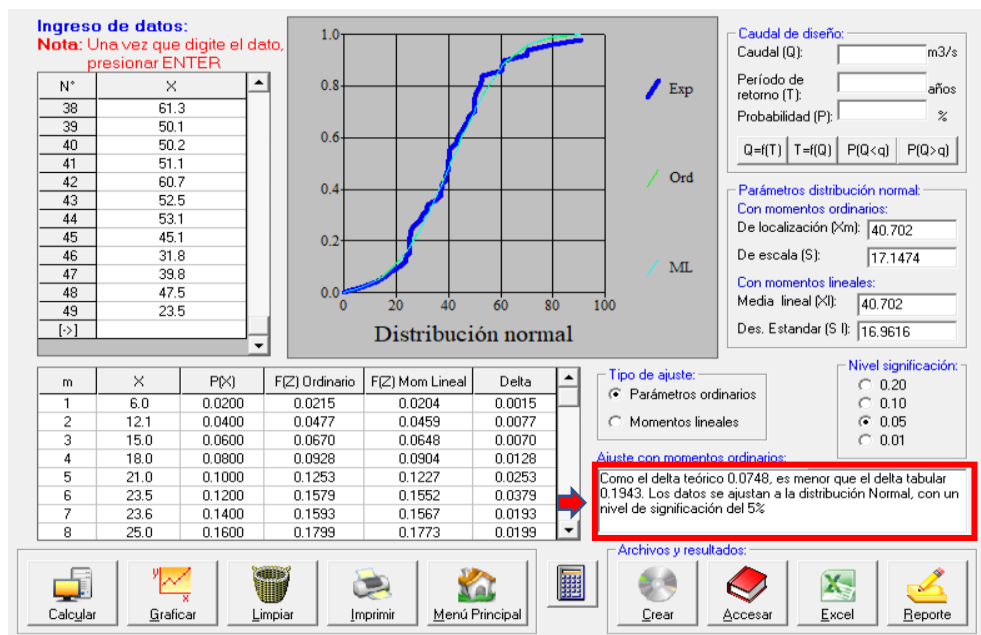 Ingreso de datos:
Nota: Una vez que digite el dato,
presionar ENTER
N° X
38 61.3
39 50.1
40 50.2
41 51.1
42 60.7
43 52.5
44 53.1
45 45.1
46 31.8
47 39.8
48 47.5
49 23.5
[->]
1.0
0.8
0.6
0.4
0.2
0.0
0 20 40 60 80 100
Distribución normal
Exp
Ord
ML
Caudal de diseño:
Caudal (Q): m3/s
Período de
retorno (T): años
Probabilidad (P): %
Q=f(T) T=f(Q) P(Q<q) P(Q>q)
Parámetros distribución normal:
Con momentos ordinarios:
De localización (Xm): 40.702
De escala (S): 17.1474
Con momentos lineales:
Media lineal (Xl): 40.702
Des. Estandar (S l): 16.9616
m X P(X) F(Z) Ordinario F(Z) Mom Lineal Delta
1 6.0 0.0200 0.0215 0.0204 0.0015
2 12.1 0.0400 0.0477 0.0459 0.0077
3 15.0 0.0600 0.0670 0.0648 0.0070
4 18.0 0.0800 0.0928 0.0904 0.0128
5 21.0 0.1000 0.1253 0.1227 0.0253
6 23.5 0.1200 0.1579 0.1552 0.0379
7 23.6 0.1400 0.1593 0.1567 0.0193
8 25.0 0.1600 0.1799 0.1773 0.0199
Tipo de ajuste:
Parámetros ordinarios
Momentos lineales
Nivel significación:
0.20
0.10
0.05
0.01
Ajuste con momentos ordinarios:
Como el delta teórico 0.0748, es menor que el delta tabular
0.1943. Los datos se ajustan a la distribución Normal, con un
nivel de significación del 5%
Calcular Graficar Limpiar Imprimir Menú Principal
Archivos y resultados:
Crear Accesar Excel Reporte